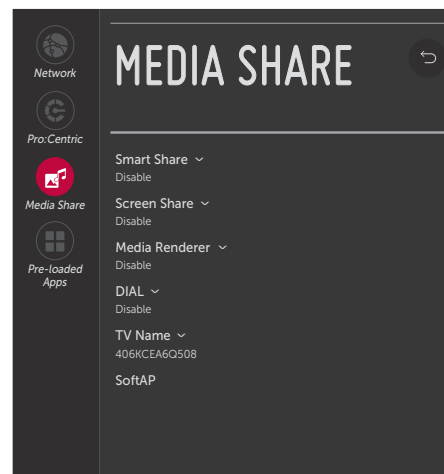 MEDIA SHARE
Network
Pro:Centric
Media Share
Pre-loaded
Apps
Smart Share
Disable
Screen Share
Disable
Media Renderer
Disable
DIAL
Disable
TV Name
406KCEA6Q508
SoftAP